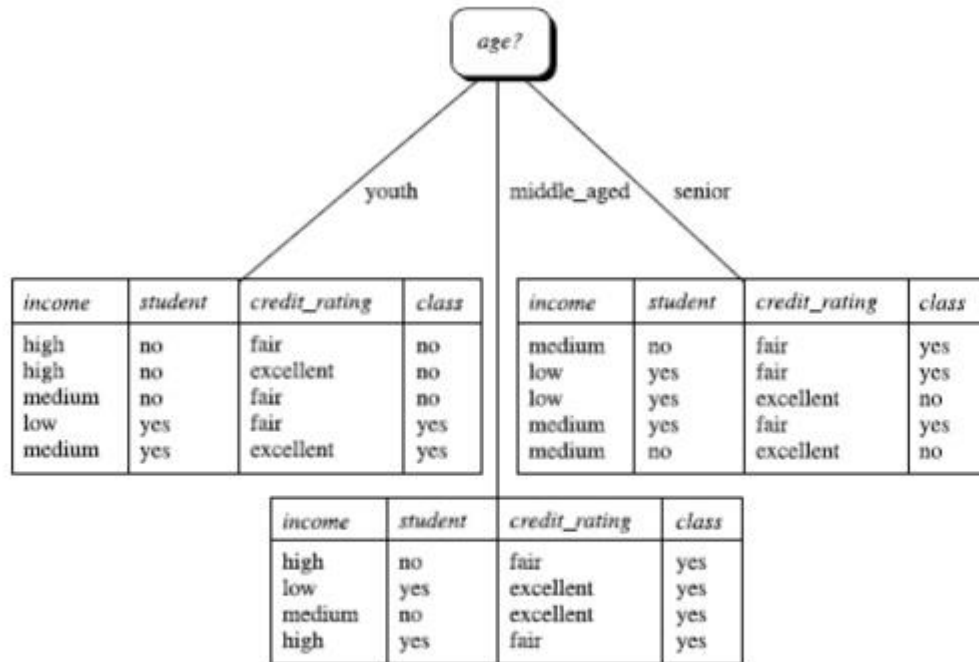 age?
youth middle_aged senior
income student credit_rating class
high no fair no
high no excellent no
medium no fair no
low yes fair yes
medium yes excellent yes
income student credit_rating class
medium no fair yes
low yes fair yes
low yes excellent no
medium yes fair yes
medium no excellent no
income student credit_rating class
high no fair yes
low yes excellent yes
medium no excellent yes
high yes fair yes